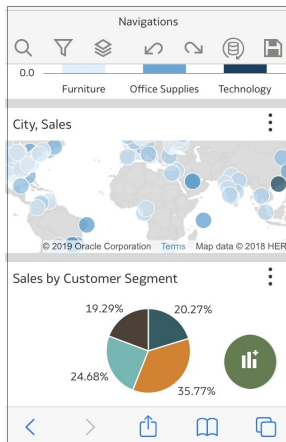 Navigations
0.0
Furniture Office Supplies Technology
City, Sales
© 2019 Oracle Corporation Terms Map data © 2018 HER
Sales by Customer Segment
19.29% 20.27%
24.68%
35.77%